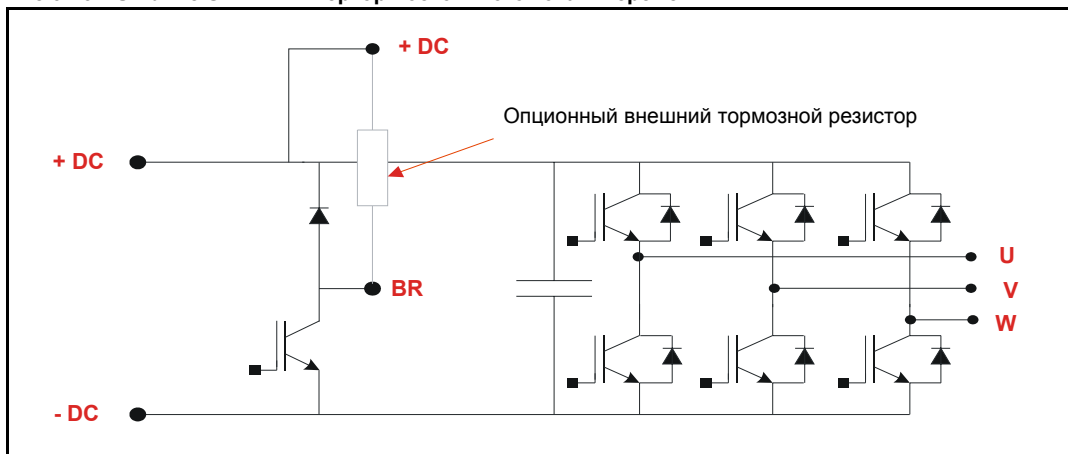 + DC
Опционный внешний тормозной резистор
+ DC
U
BR
V
W
- DC